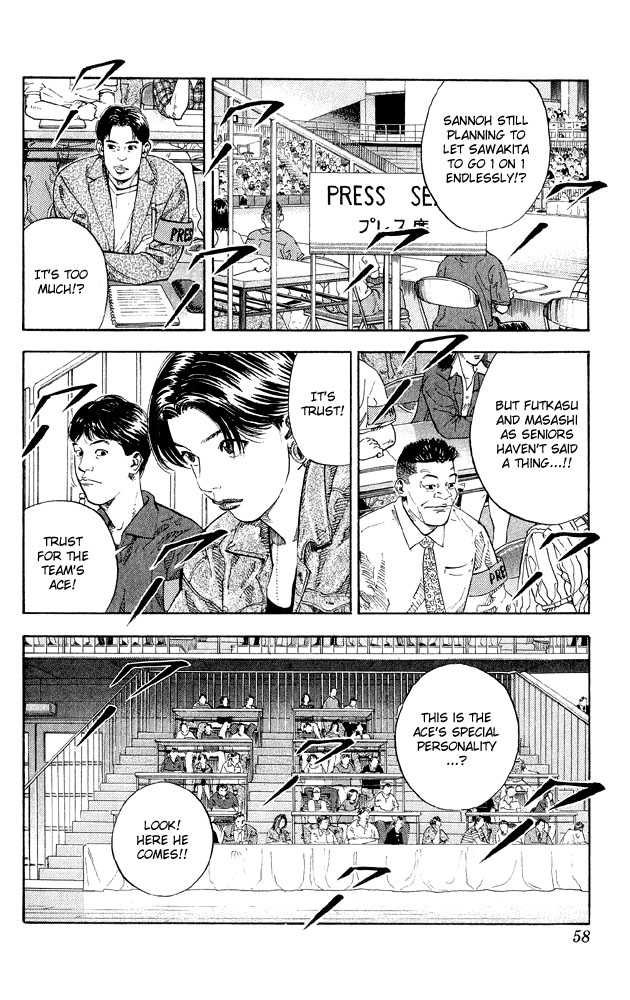 SANNOH STILL
PLANNING TO
LET SAWAKITA
TO GO 1 ON 1
ENDLESSLY!?
PRESS SE
プレス席
IT'S TOO
MUCH!?
PRES
BUT FUTKASU
AND MASASHI
AS SENIORS
HAVEN'T SAID
A THING...!!
PRE
IT'S
TRUST!
TRUST
FOR THE
TEAM'S
ACE!
THIS IS THE
ACE'S SPECIAL
PERSONALITY
...?
LOOK!
HERE HE
COMES!!
58